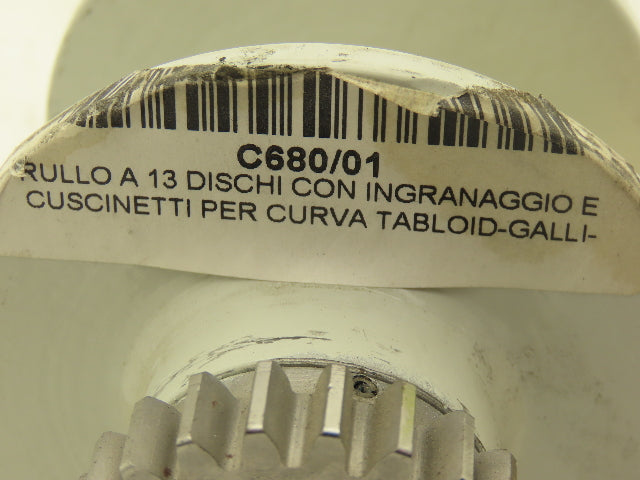 C680/01
RULLO A 13 DISCHI CON INGRANAGGIO E
CUSCINETTI PER CURVA TABLOID-GALLI-